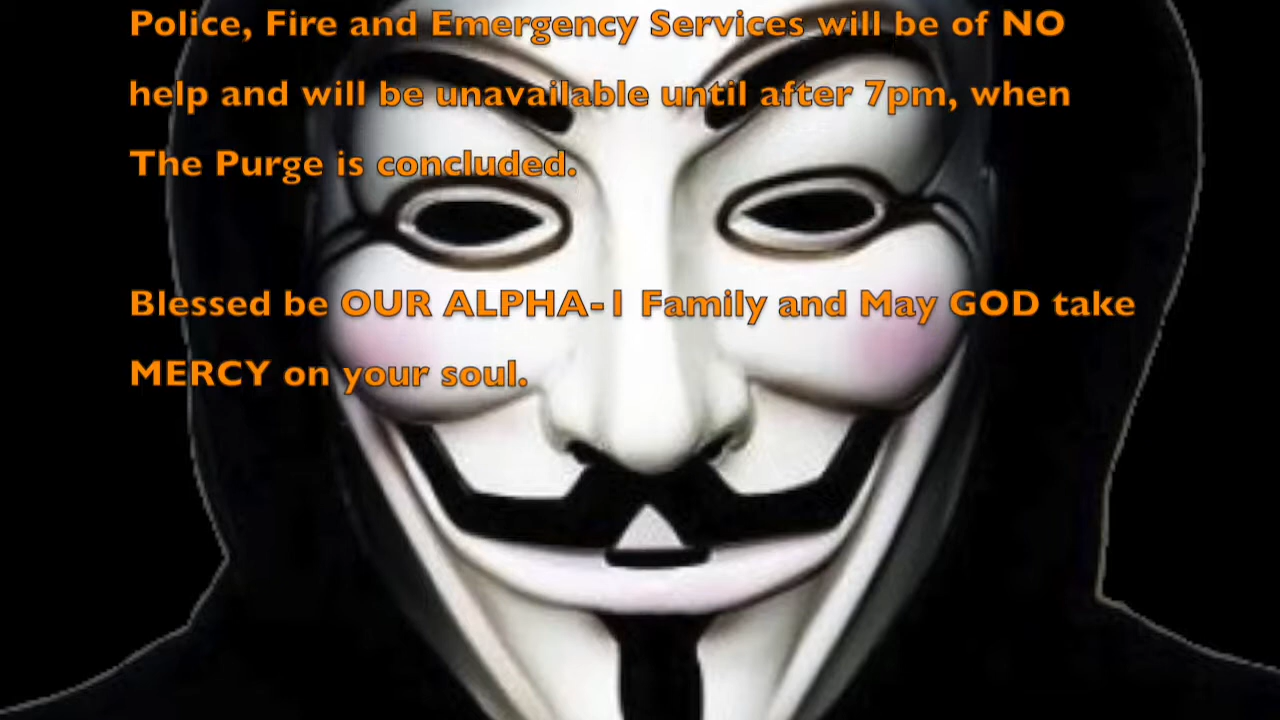 Police, Fire and Emergency Services will be of NO
help and will be unavailable until after 7pm, when
The Purge is concluded.
Blessed be OUR ALPHA-1 Family and May GOD take
MERCY on your soul.